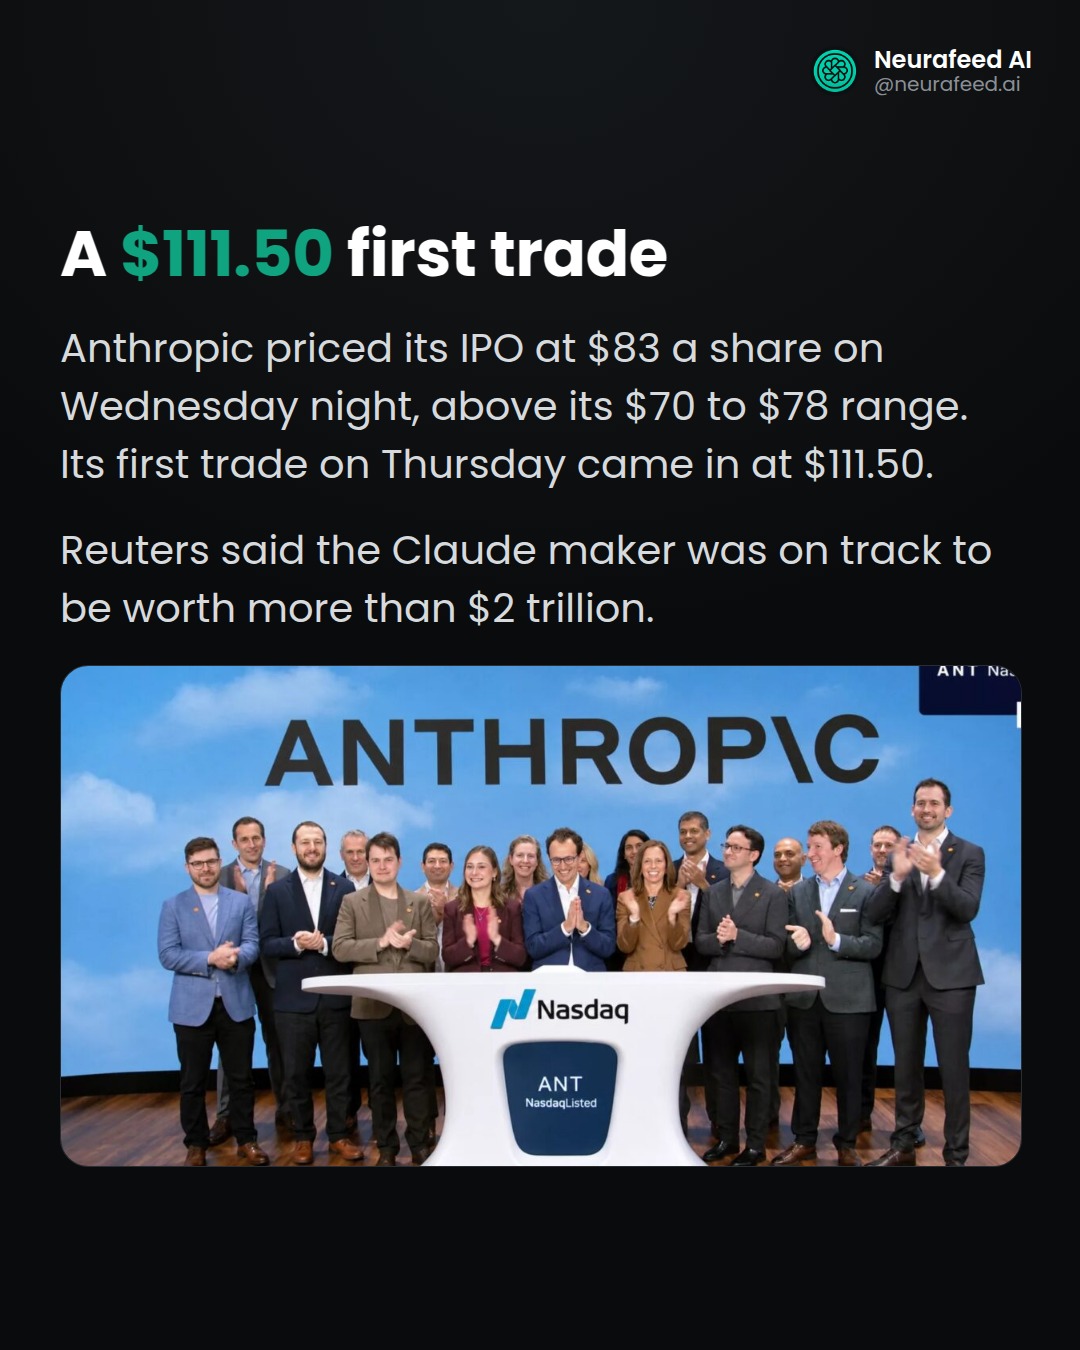 Neurafeed AI
@neurafeed.ai
A $111.50 first trade
Anthropic priced its IPO at $83 a share on
Wednesday night, above its $70 to $78 range.
Its first trade on Thursday came in at $111.50.
Reuters said the Claude maker was on track to
be worth more than $2 trillion.
ANT Nas
ANTHROP\C
Nasdaq
ANT
NasdaqListed